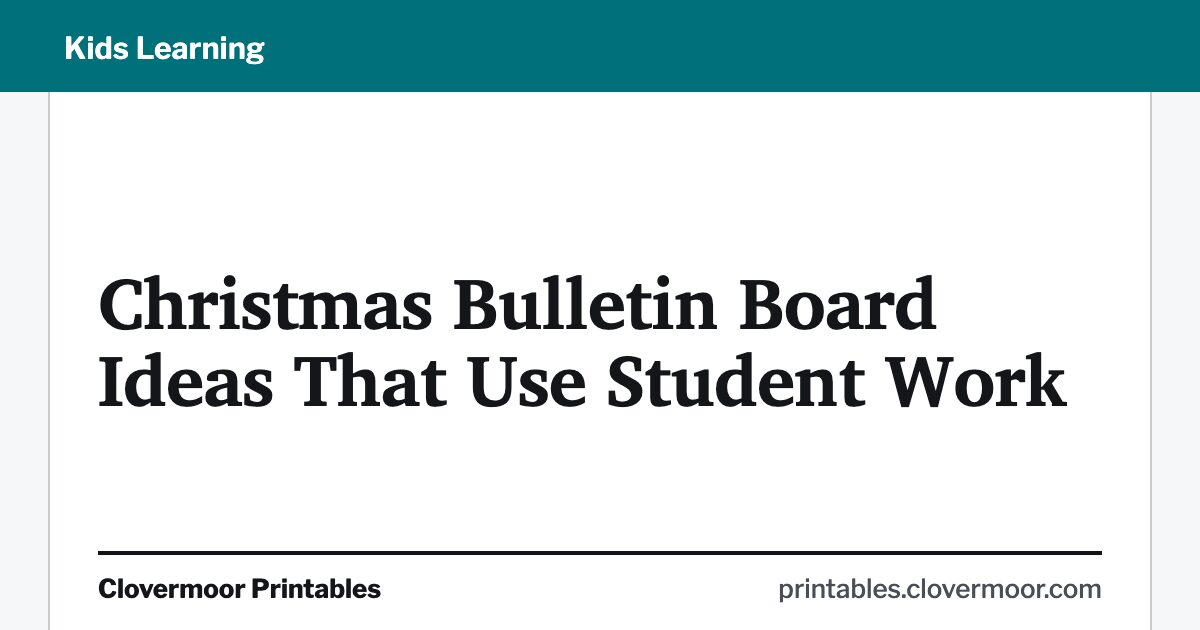 Kids Learning
Christmas Bulletin Board
Ideas That Use Student Work
Clovermoor Printables
printables.clovermoor.com